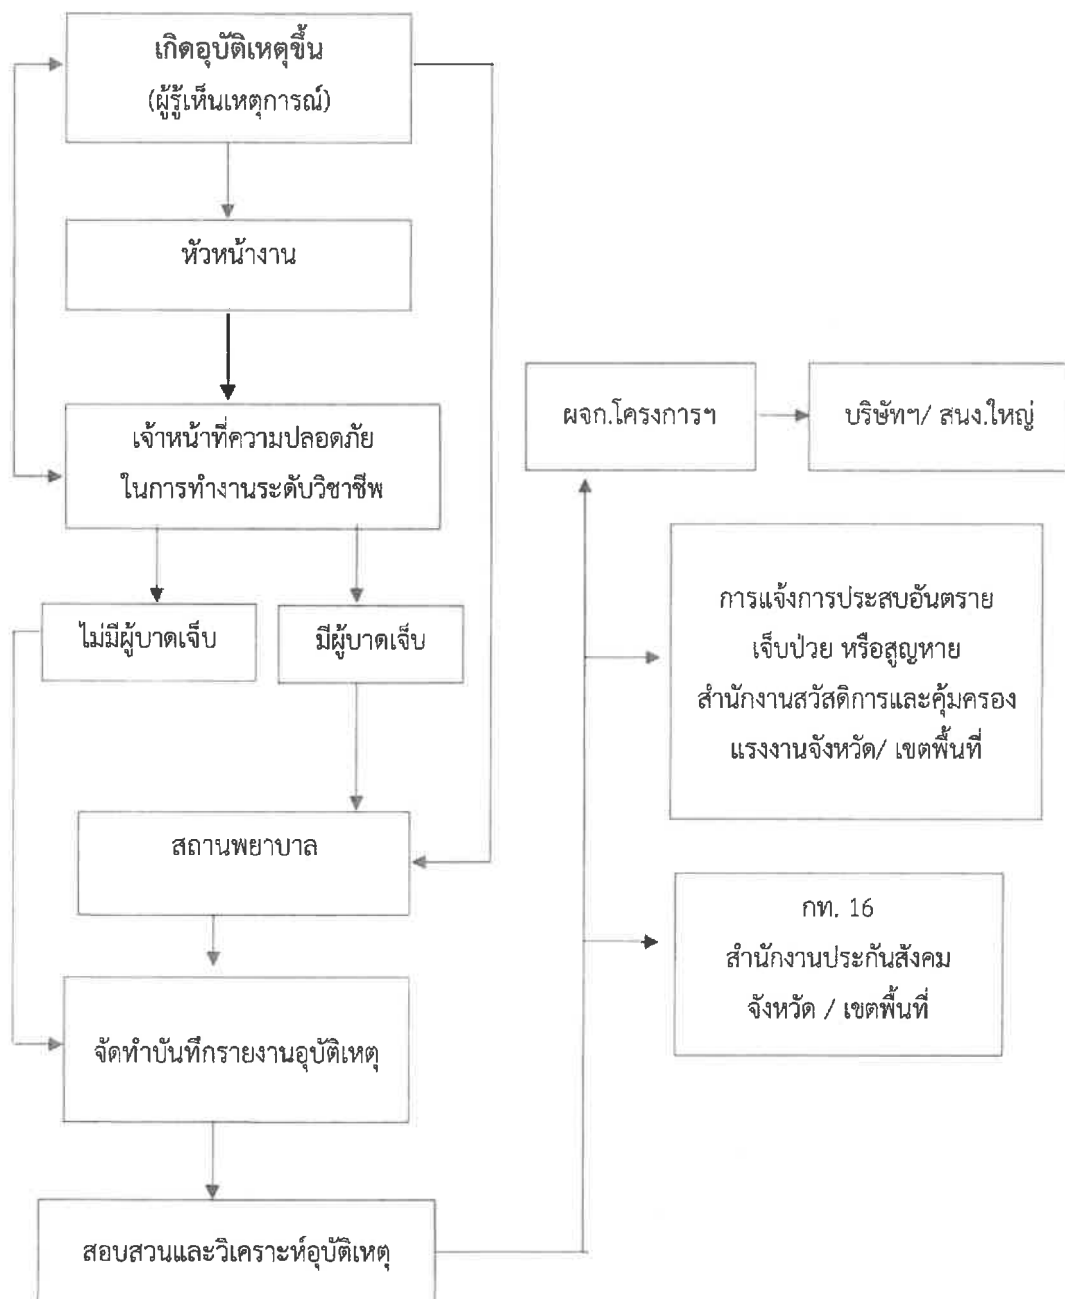 เกิดอุบัติเหตุขึ้น
(ผู้รู้เห็นเหตุการณ์)
หัวหน้างาน
เจ้าหน้าที่ความปลอดภัย
ในการทำงานระดับวิชาชีพ
ไม่มีผู้บาดเจ็บ
มีผู้บาดเจ็บ
สถานพยาบาล
จัดทำบันทึกรายงานอุบัติเหตุ
สอบสวนและวิเคราะห์อุบัติเหตุ
ผจก.โครงการฯ
บริษัทฯ/ สนง.ใหญ่
การแจ้งการประสบอันตราย
เจ็บป่วย หรือสูญหาย
สำนักงานสวัสดิการและคุ้มครอง
แรงงานจังหวัด/ เขตพื้นที่
กท. 16
สำนักงานประกันสังคม
จังหวัด / เขตพื้นที่